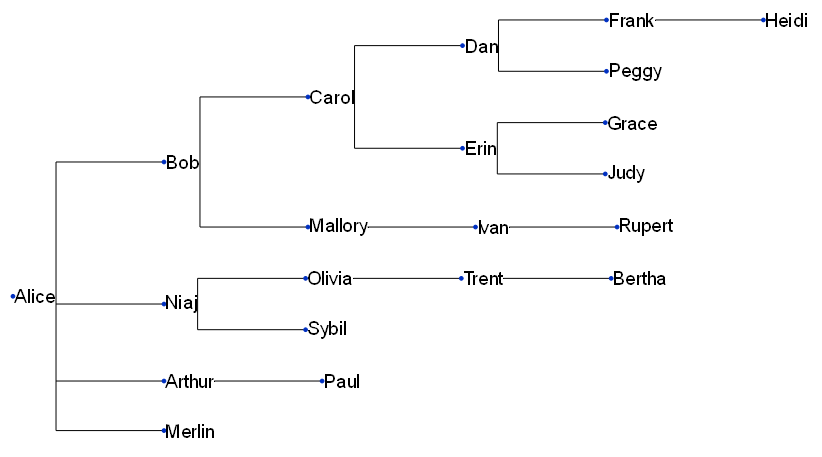 Frank
Heidi
Dan
Peggy
Carol
Grace
Erin
Bob
Judy
Mallory
Ivan
Rupert
Olivia
Trent
Bertha
Alice
Niaj
Sybil
Arthur
Paul
Merlin